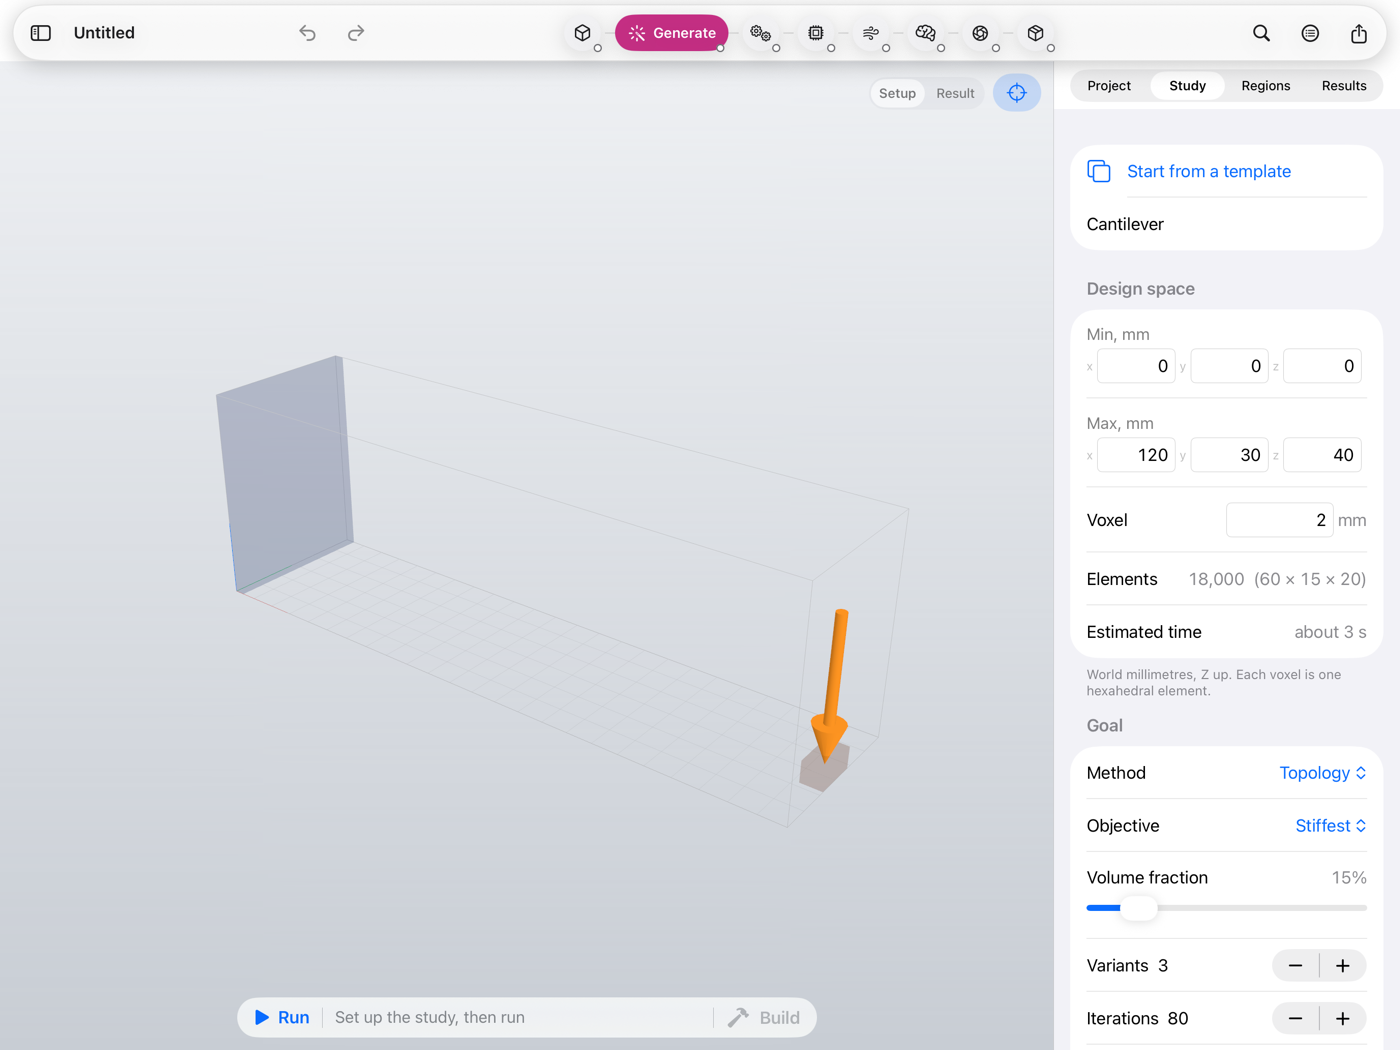 Untitled
Generate
Setup
Result
Project
Study
Regions
Results
Start from a template
Cantilever
Design space
Min, mm
x 0 y 0 z 0
Max, mm
x 120 y 30 z 40
Voxel 2 mm
Elements 18,000 (60 × 15 × 20)
Estimated time about 3 s
World millimetres, Z up. Each voxel is one
hexahedral element.
Goal
Method Topology
Objective Stiffest
Volume fraction 15%
Variants 3 − +
Iterations 80 − +
Run
Set up the study, then run
Build